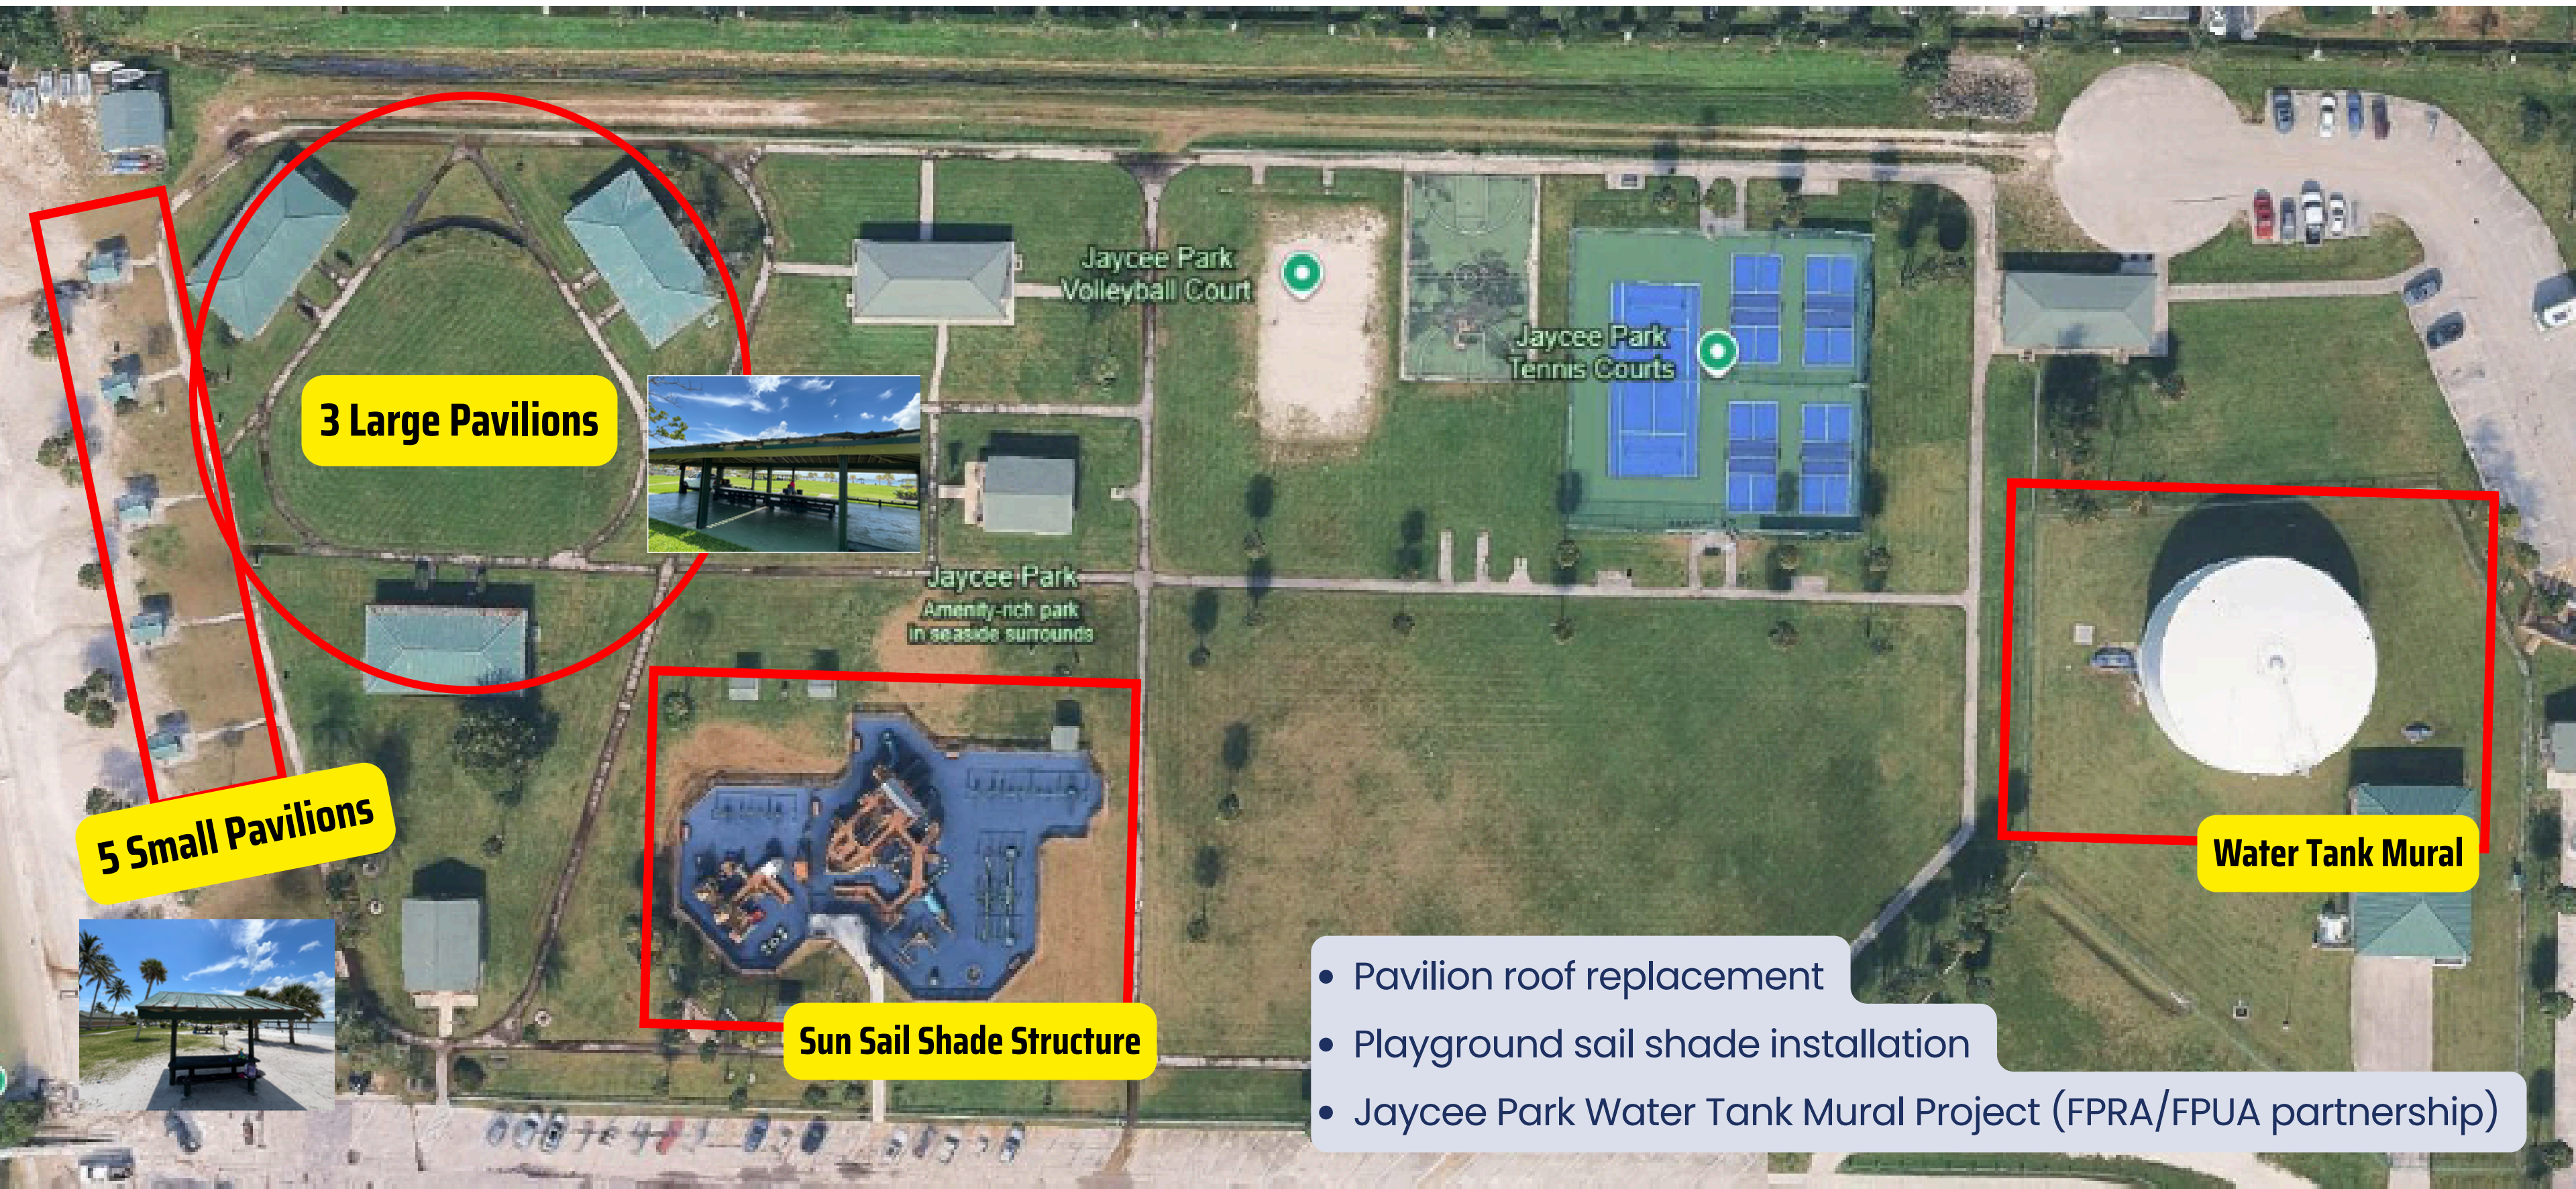 Jaycee Park
Volleyball Court
Jaycee Park
Tennis Courts
3 Large Pavilions
Jaycee Park
Amenity-rich park
in seaside surrounds
5 Small Pavilions
Water Tank Mural
Sun Sail Shade Structure
• Pavilion roof replacement
• Playground sail shade installation
• Jaycee Park Water Tank Mural Project (FPRA/FPUA partnership)